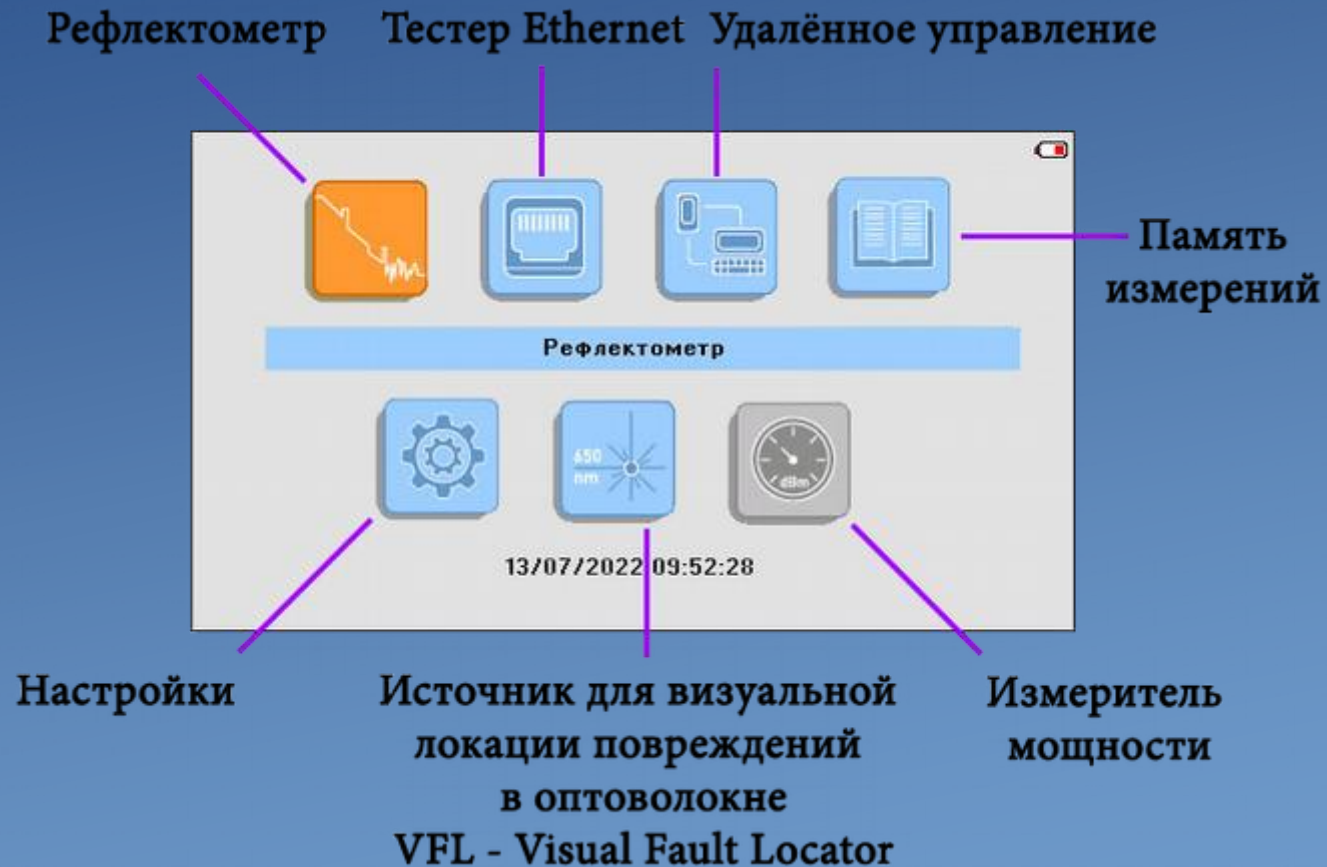 Рефлектометр
Тестер Ethernet
Удалённое управление
Память
измерений
Рефлектометр
650
nm
dBm
13/07/2022 09:52:28
Настройки
Источник для визуальной
локации повреждений
в оптоволокне
VFL - Visual Fault Locator
Измеритель
мощности